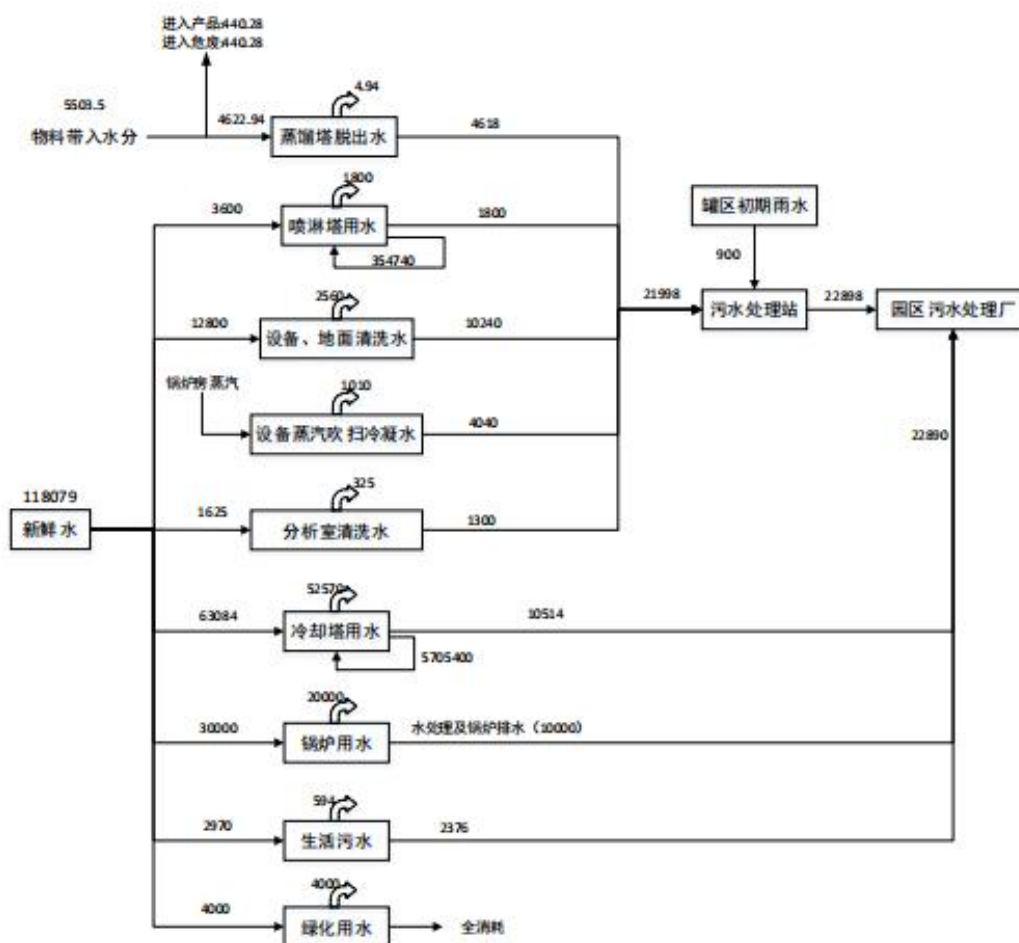 进入产品:440.28
进入危废:440.28
4.94
5503.5
4622.94
4618
物料带入水分
蒸馏塔脱出水
1800
3600
1800
罐区初期雨水
喷淋塔用水
354740
900
2560
21998
22898
12800
10240
污水处理站
园区污水处理厂
设备、地面清洗水
锅炉房蒸汽
1010
设备蒸汽吹扫冷凝水
4040
22890
325
118079
1625
1300
新鲜水
分析室清洗水
52570
63084
10514
冷却塔用水
5705400
20000
30000
水处理及锅炉排水（10000）
锅炉用水
594
2970
2376
生活污水
4000
4000
绿化用水
全消耗